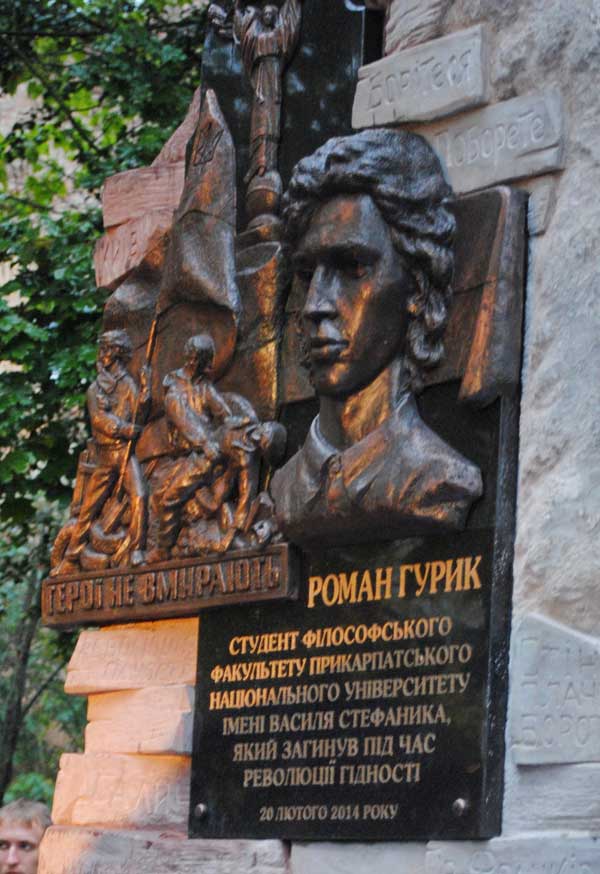 БОРІТЕСЯ
Поборете
ГЕРОЇ НЕ ВМИРАЮТЬ
РОМАН ГУРИК
СТУДЕНТ ФІЛОСОФСЬКОГО
ФАКУЛЬТЕТУ ПРИКАРПАТСЬКОГО
НАЦІОНАЛЬНОГО УНІВЕРСИТЕТУ
ІМЕНІ ВАСИЛЯ СТЕФАНИКА,
ЯКИЙ ЗАГИНУВ ПІД ЧАС
РЕВОЛЮЦІЇ ГІДНОСТІ
20 ЛЮТОГО 2014 РОКУ